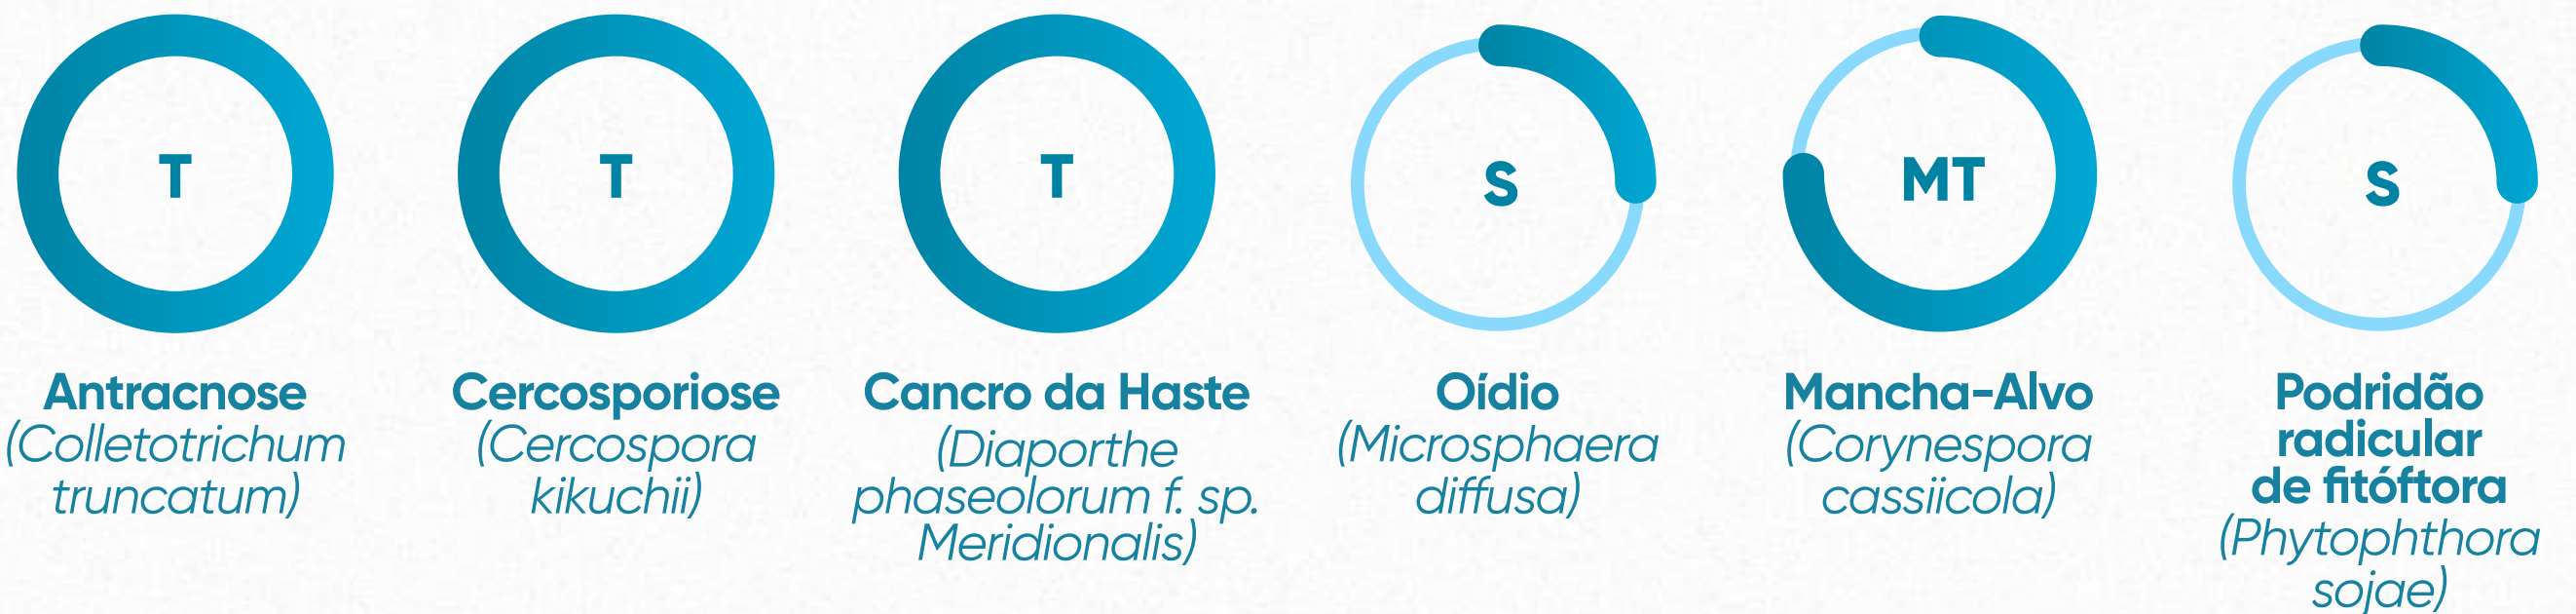 T
Antracnose
(Colletotrichum
truncatum)
T
Cercosporiose
(Cercospora
kikuchii)
T
Cancro da Haste
(Diaporthe
phaseolorum f. sp.
Meridionalis)
S
Oídio
(Microsphaera
diffusa)
MT
Mancha-Alvo
(Corynespora
cassiicola)
S
Podridão
radicular
de fitóftora
(Phytophthora
sojae)